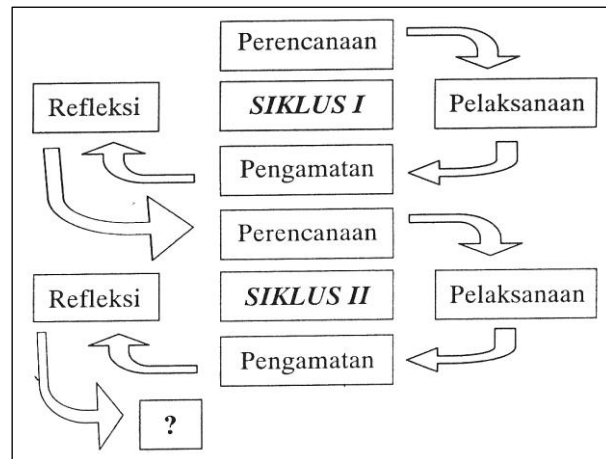 Perencanaan
Refleksi
SIKLUS I
Pelaksanaan
Pengamatan
Perencanaan
Refleksi
SIKLUS II
Pelaksanaan
Pengamatan
?